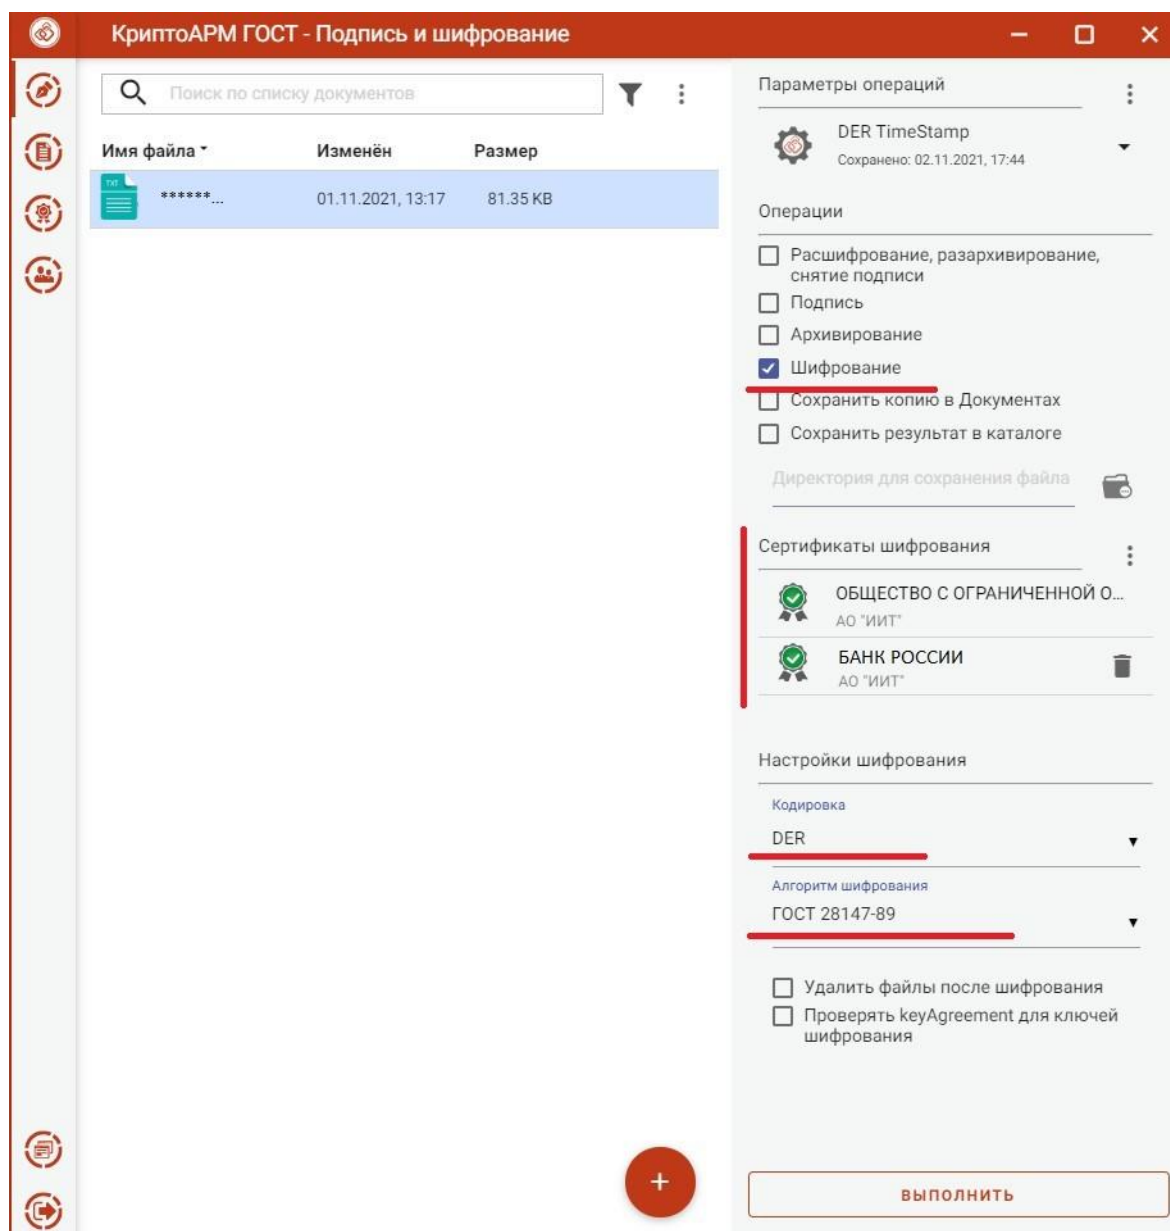 КриптоАРМ ГОСТ - Подпись и шифрование
Поиск по списку документов
Имя файла Изменён Размер
TXT ******... 01.11.2021, 13:17 81.35 KB
Параметры операций
DER TimeStamp
Сохранено: 02.11.2021, 17:44
Операции
Расшифрование, разархивирование,
снятие подписи
Подпись
Архивирование
Шифрование
Сохранить копию в Документах
Сохранить результат в каталоге
Директория для сохранения файла
Сертификаты шифрования
ОБЩЕСТВО С ОГРАНИЧЕННОЙ О...
АО "ИИТ"
БАНК РОССИИ
АО "ИИТ"
Настройки шифрования
Кодировка
DER
Алгоритм шифрования
ГОСТ 28147-89
Удалить файлы после шифрования
Проверять keyAgreement для ключей
шифрования
+
ВЫПОЛНИТЬ